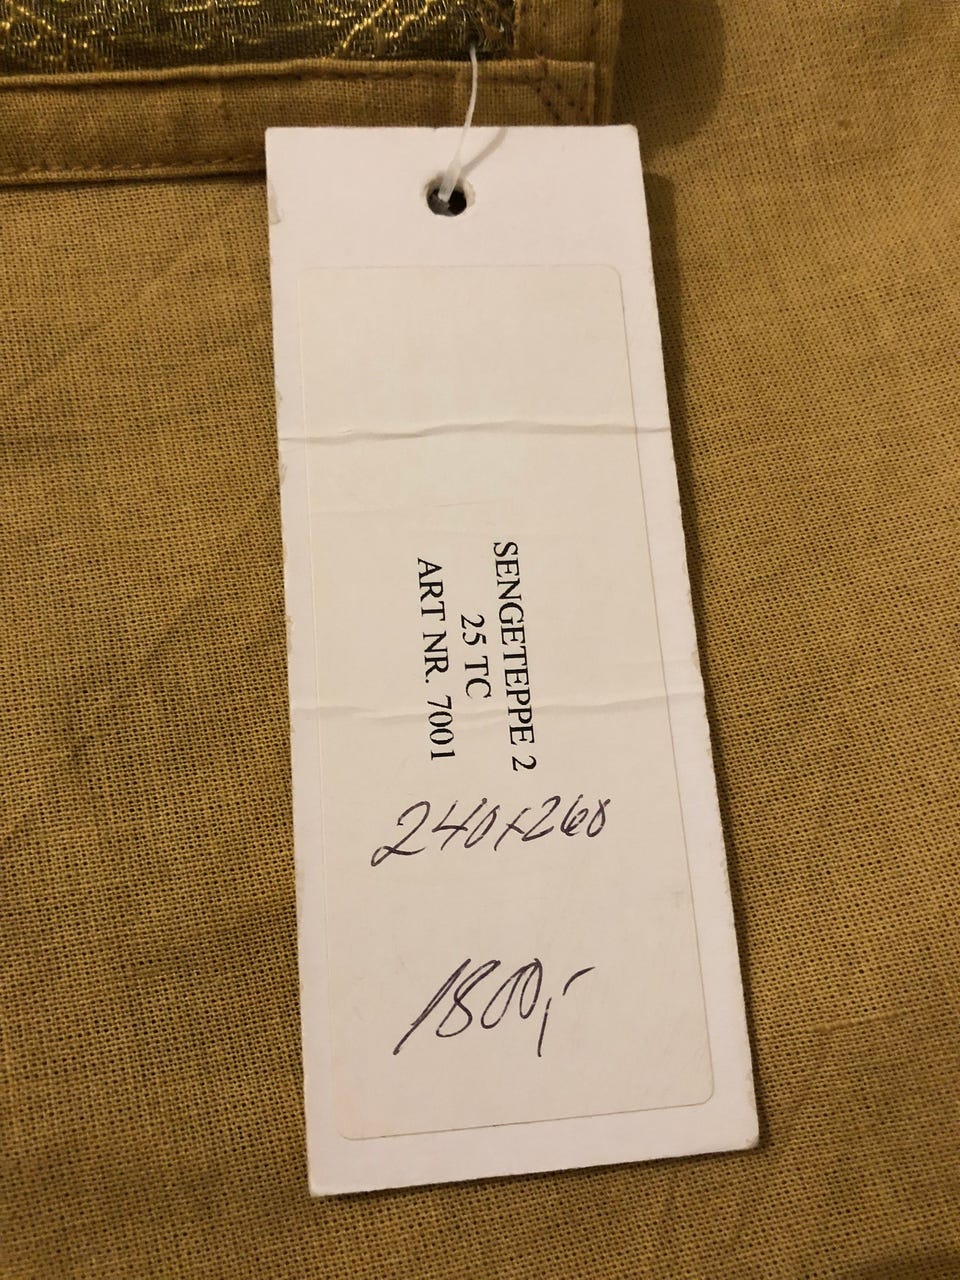 SENGETEPPE 2
25 TC
ART NR. 7001
240x260
1800,-